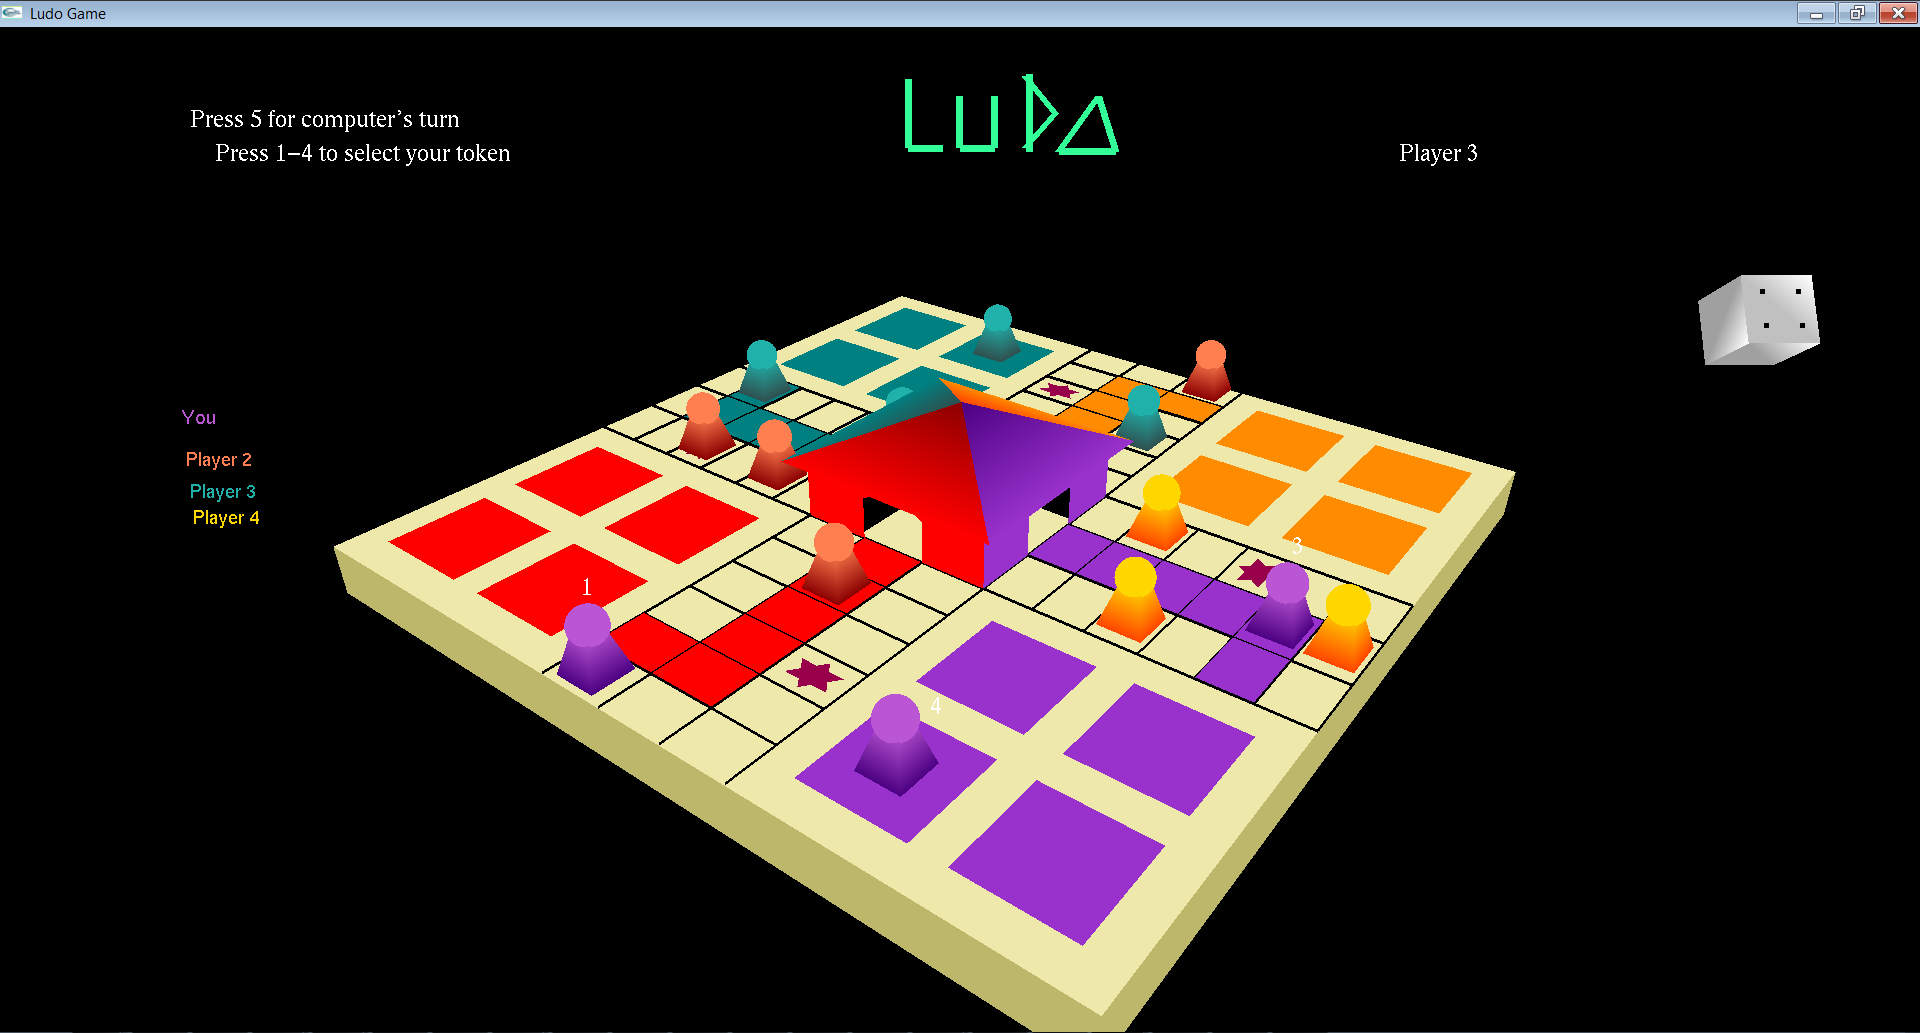 Ludo Game
LUDO
Press 5 for computer's turn
Press 1-4 to select your token
Player 3
You
Player 2
Player 3
Player 4
3
1
4